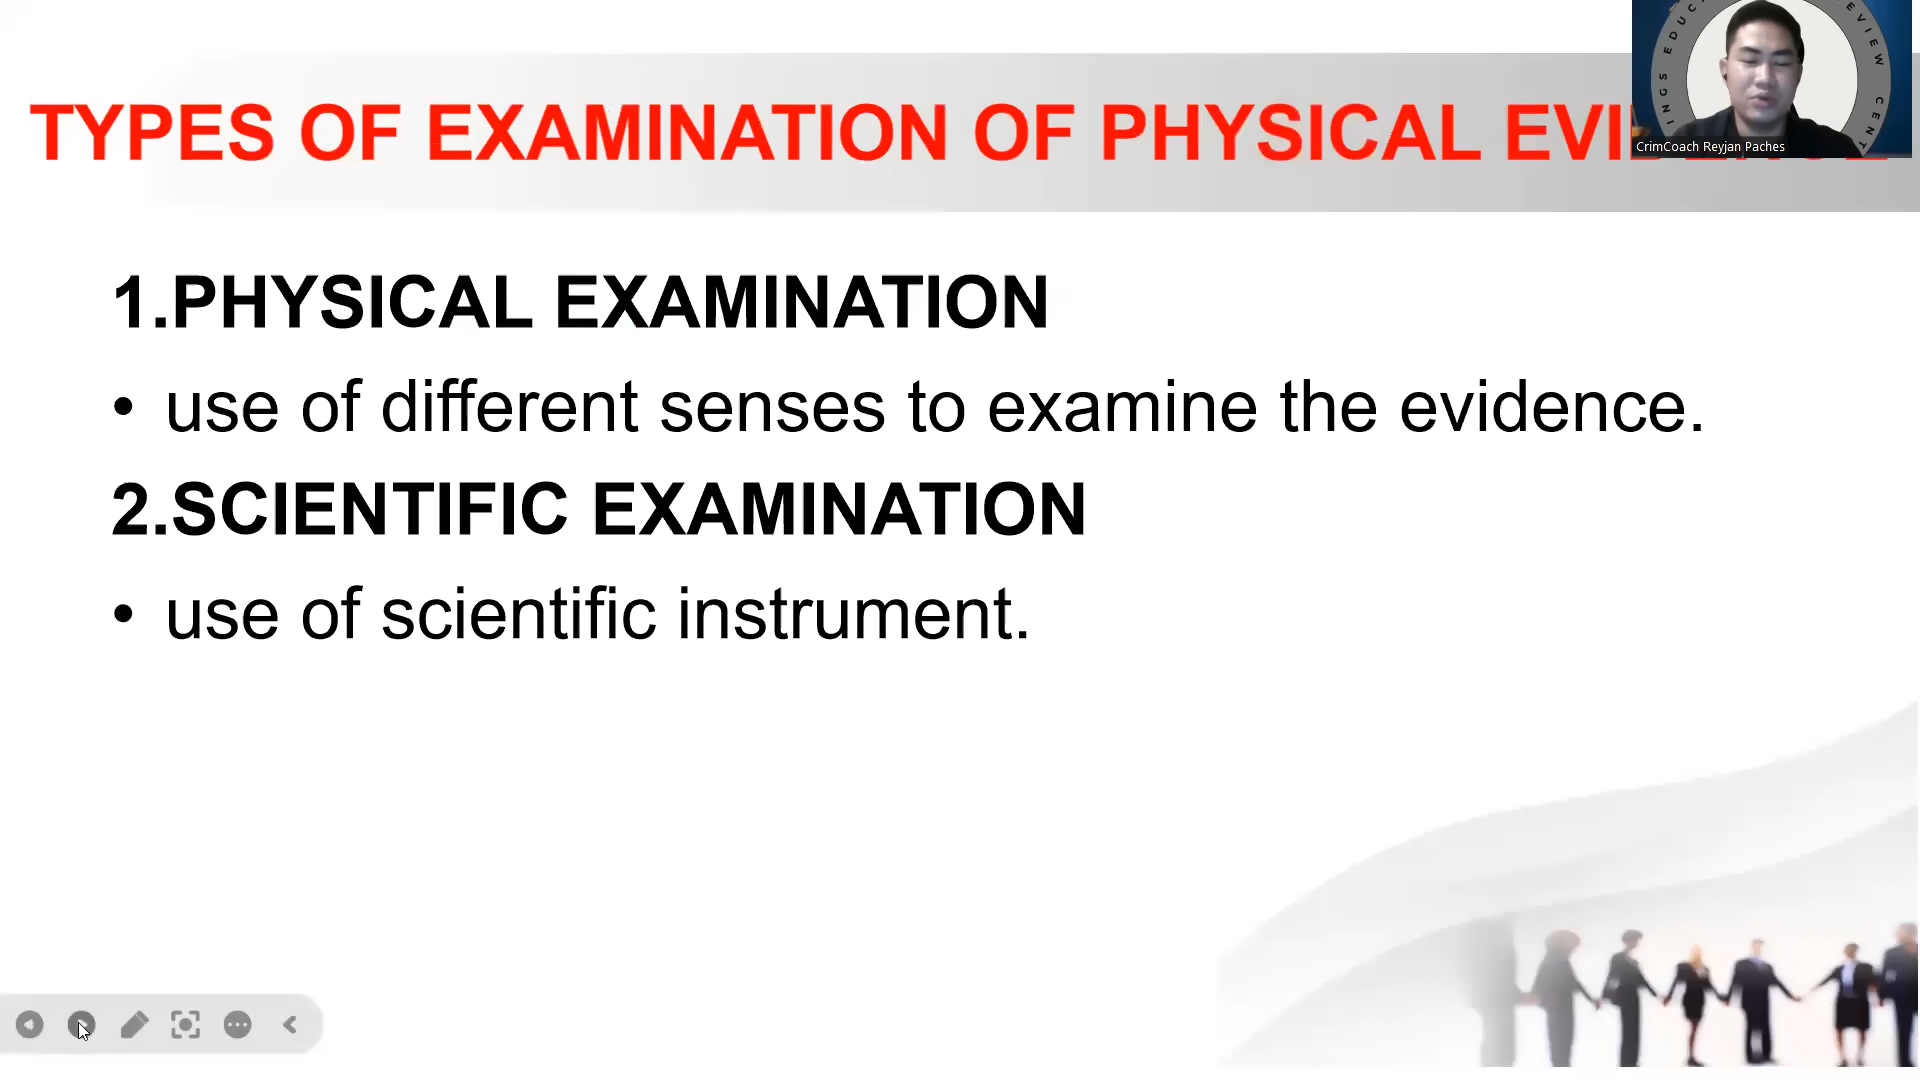 TYPES OF EXAMINATION OF PHYSICAL
CrimCoach Reyjan Paches
1.PHYSICAL EXAMINATION
• use of different senses to examine the evidence.
2.SCIENTIFIC EXAMINATION
• use of scientific instrument.